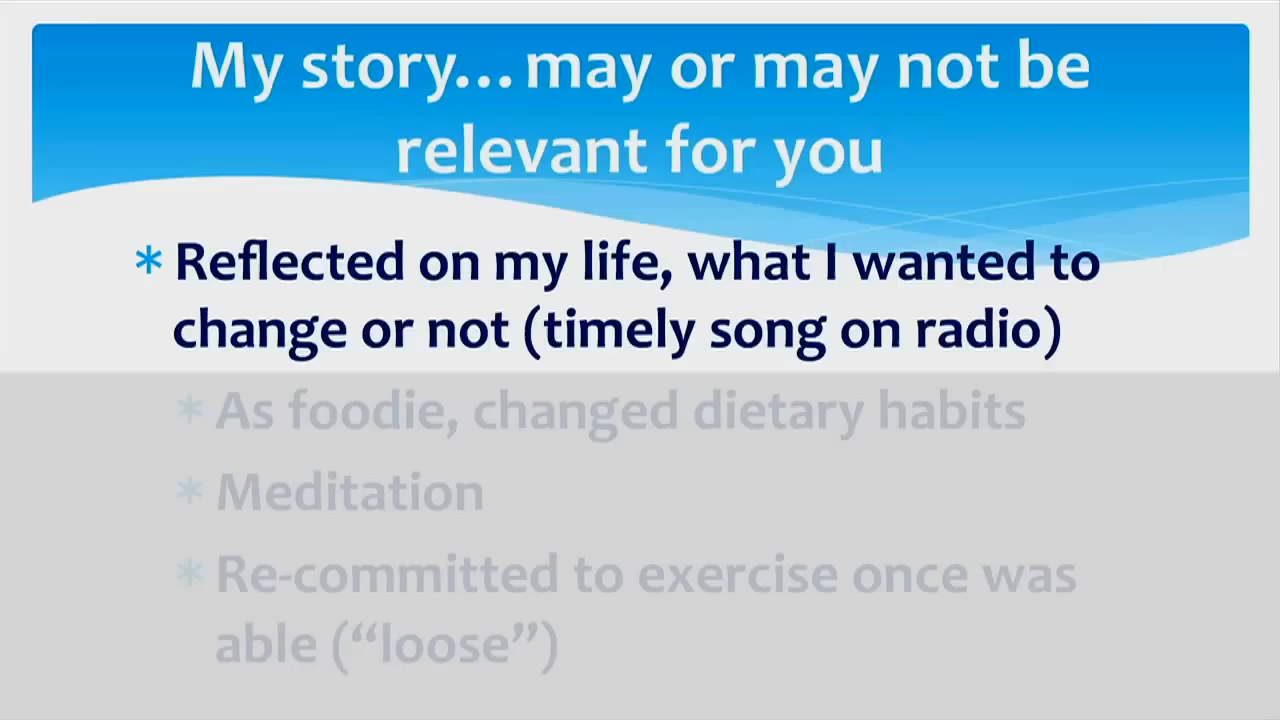 My story...may or may not be
relevant for you
* Reflected on my life, what I wanted to
change or not (timely song on radio)
* As foodie, changed dietary habits
* Meditation
* Re-committed to exercise once was
able (“loose”)